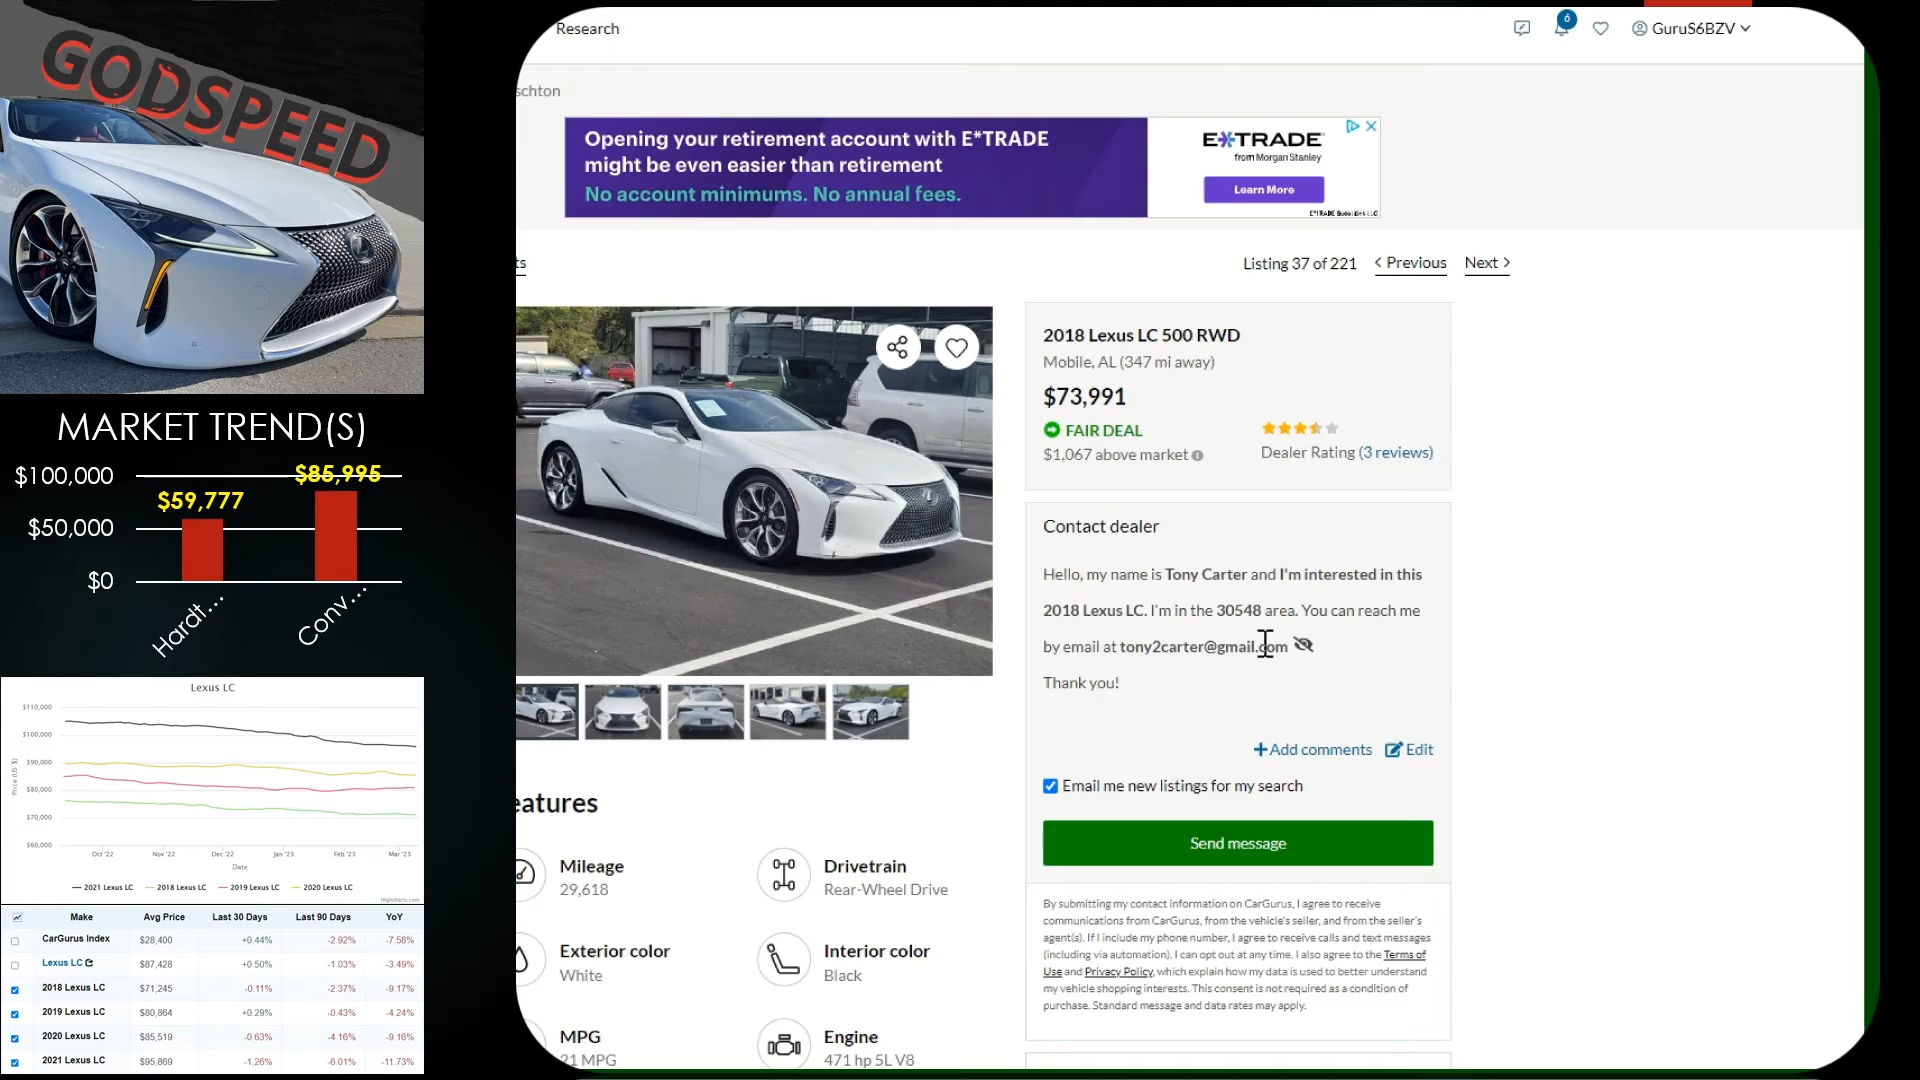 GODSPEED
MARKET TREND(S)
$100,000
$50,000
$0
$59,777
$85,995
Hardt...
Conv...
Lexus LC
$110,000
$100,000
$90,000
$80,000
$70,000
$60,000
Price (US $)
Oct '22 Nov '22 Dec '22 Jan '23 Feb '23 Mar '23
Date
2021 Lexus LC 2018 Lexus LC 2019 Lexus LC 2020 Lexus LC
Highcharts.com
Make Avg Price Last 30 Days Last 90 Days YoY
CarGurus Index $28,400 +0.44% -2.92% -7.58%
Lexus LC $87,428 +0.50% -1.03% -3.49%
2018 Lexus LC $71,245 -0.11% -2.37% -9.17%
2019 Lexus LC $80,864 +0.29% -0.43% -4.24%
2020 Lexus LC $85,519 -0.63% -4.16% -9.16%
2021 Lexus LC $95,869 -1.26% -6.01% -11.73%
Research
6
GuruS6BZV
schton
Opening your retirement account with E*TRADE
might be even easier than retirement
No account minimums. No annual fees.
E*TRADE
from Morgan Stanley
Learn More
E*TRADE Securities LLC
ts
Listing 37 of 221 < Previous Next >
2018 Lexus LC 500 RWD
Mobile, AL (347 mi away)
$73,991
FAIR DEAL
$1,067 above market
Dealer Rating (3 reviews)
Contact dealer
Hello, my name is Tony Carter and I'm interested in this
2018 Lexus LC. I'm in the 30548 area. You can reach me
by email at tony2carter@gmail.com
Thank you!
+Add comments Edit
Email me new listings for my search
Send message
By submitting my contact information on CarGurus, I agree to receive
communications from CarGurus, from the vehicle's seller, and from the seller's
agent(s). If I include my phone number, I agree to receive calls and text messages
(including via automation). I can opt out at any time. I also agree to the Terms of
Use and Privacy Policy, which explain how my data is used to better understand
my vehicle shopping interests. This consent is not required as a condition of
purchase. Standard message and data rates may apply.
eatures
Mileage
29,618
Drivetrain
Rear-Wheel Drive
Exterior color
White
Interior color
Black
MPG
21 MPG
Engine
471 hp 5L V8